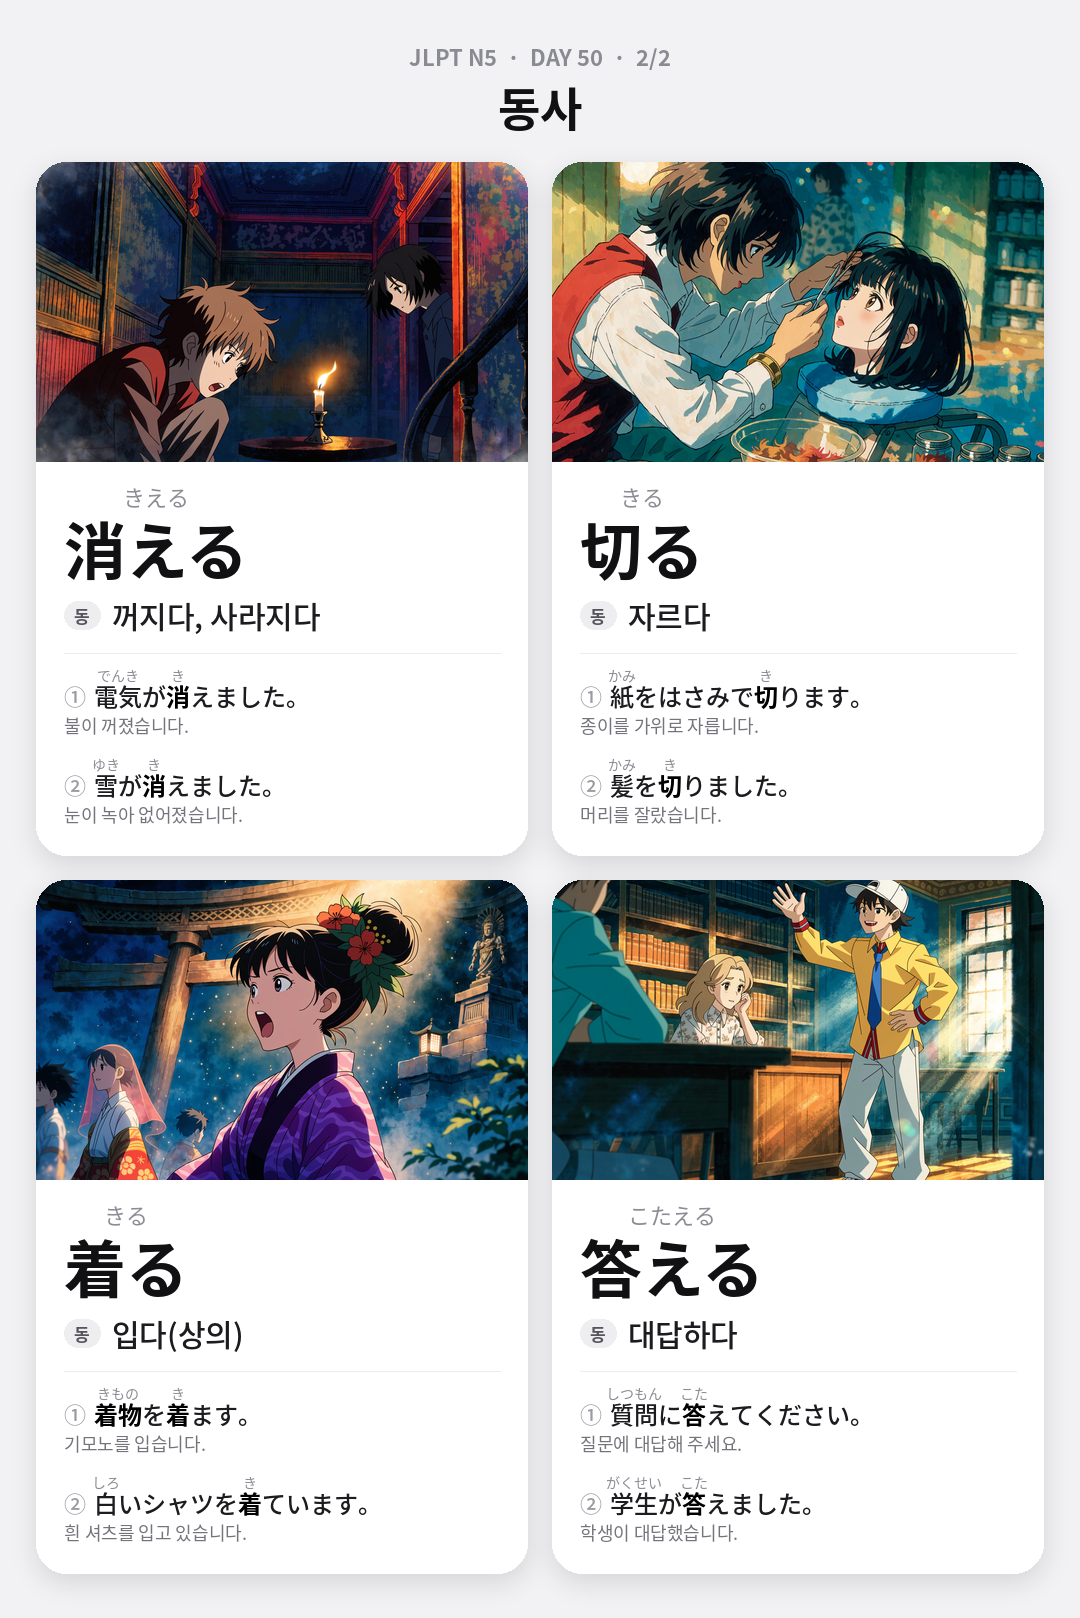 JLPT N5 · DAY 50 · 2/2
동사
きえる
消える
동 꺼지다, 사라지다
でんき き
① 電気が消えました。
불이 꺼졌습니다.
ゆき き
② 雪が消えました。
눈이 녹아 없어졌습니다.
きる
切る
동 자르다
かみ き
① 紙をはさみで切ります。
종이를 가위로 자릅니다.
かみ き
② 髪を切りました。
머리를 잘랐습니다.
きる
着る
동 입다(상의)
きもの き
① 着物を着ます。
기모노를 입습니다.
しろ き
② 白いシャツを着ています。
흰 셔츠를 입고 있습니다.
こたえる
答える
동 대답하다
しつもん こた
① 質問に答えてください。
질문에 대답해 주세요.
がくせい こた
② 学生が答えました。
학생이 대답했습니다.